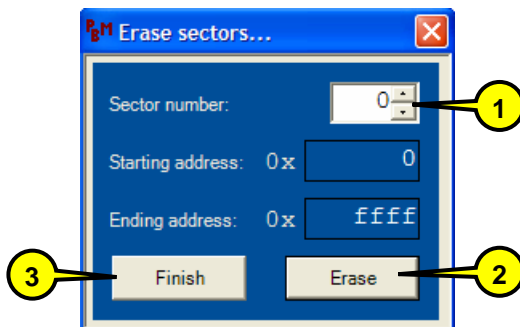 PBM Erase sectors...
Sector number: 0 1
Starting address: 0x 0
Ending address: 0x ffff
3 Finish Erase 2